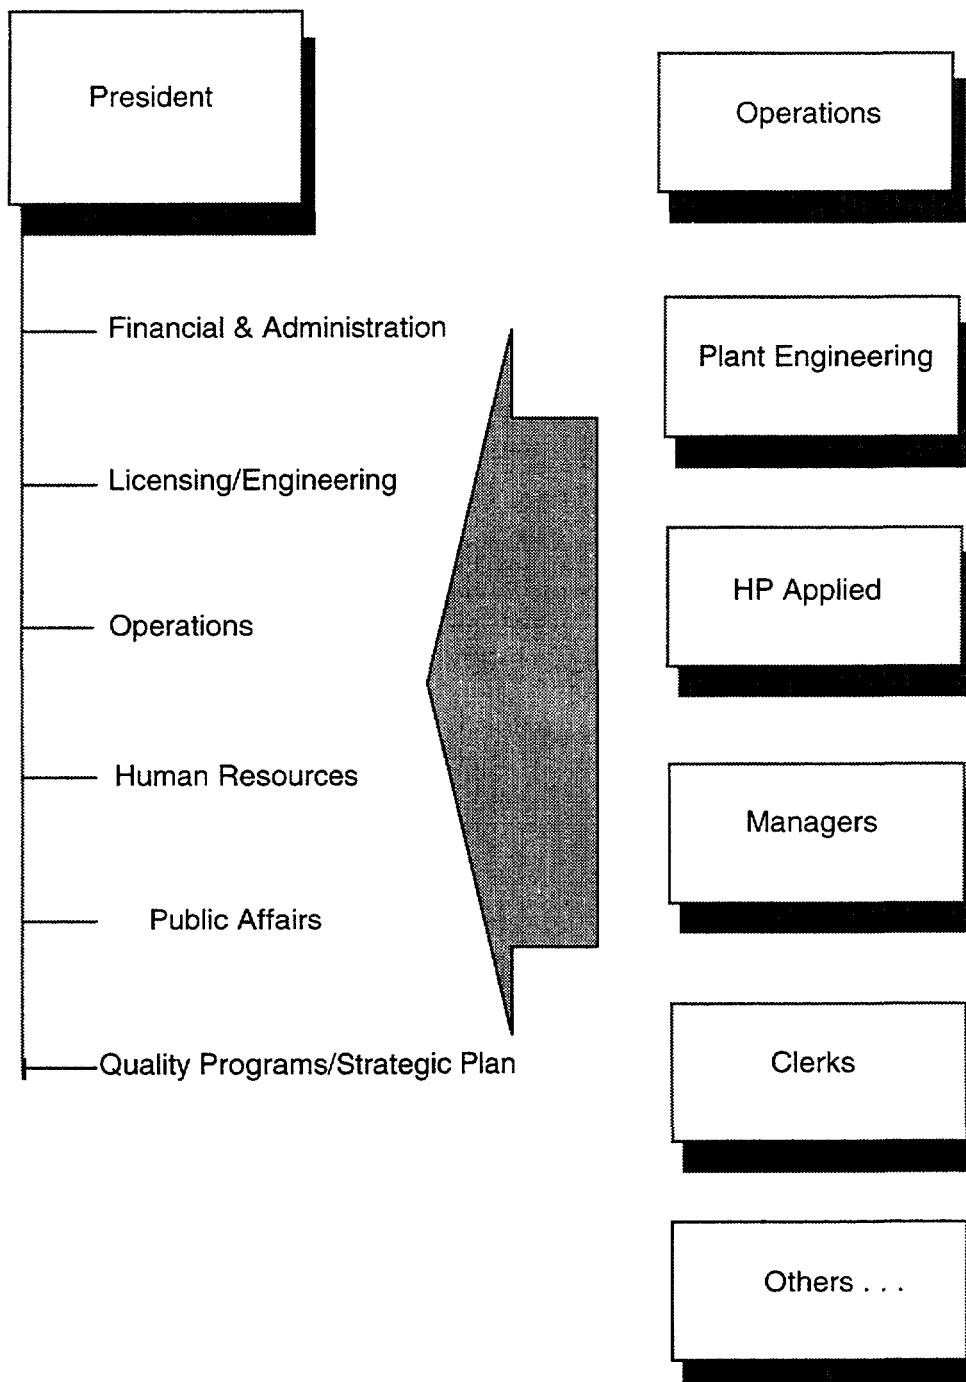 President
Financial & Administration
Licensing/Engineering
Operations
Human Resources
Public Affairs
Quality Programs/Strategic Plan
Operations
Plant Engineering
HP Applied
Managers
Clerks
Others . . .